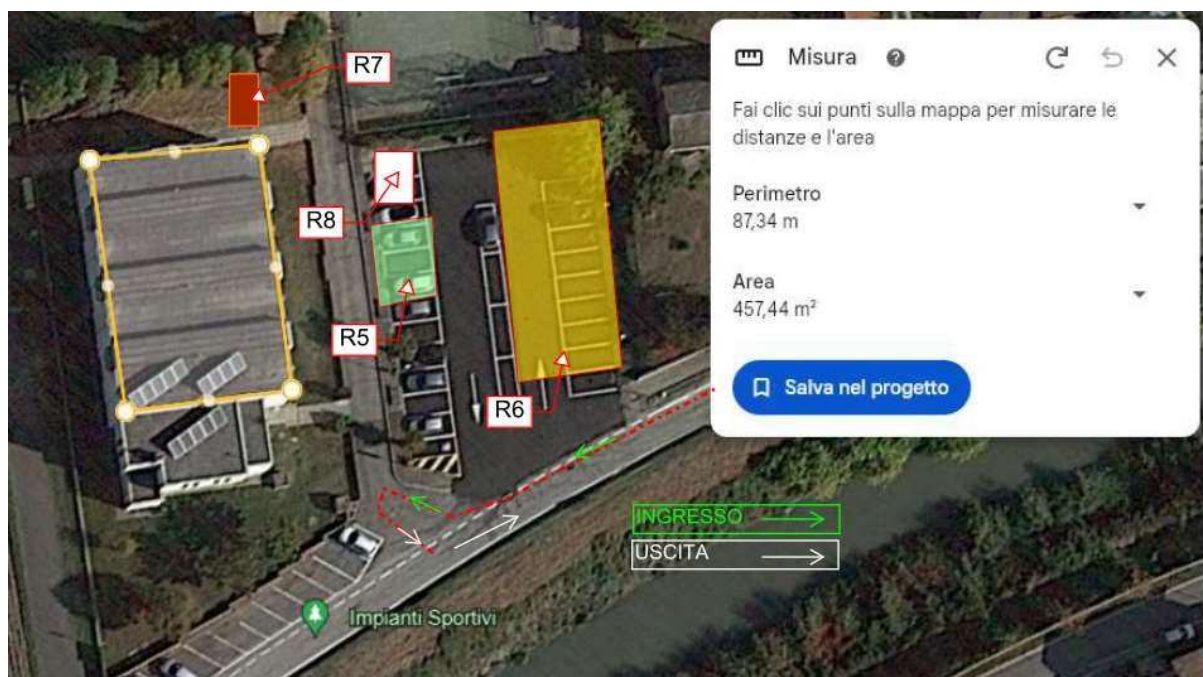 R7
R8
R5
R6
Misura
Fai clic sui punti sulla mappa per misurare le
distanze e l'area
Perimetro
87,34 m
Area
457,44 m²
Salva nel progetto
INGRESSO
USCITA
Impianti Sportivi